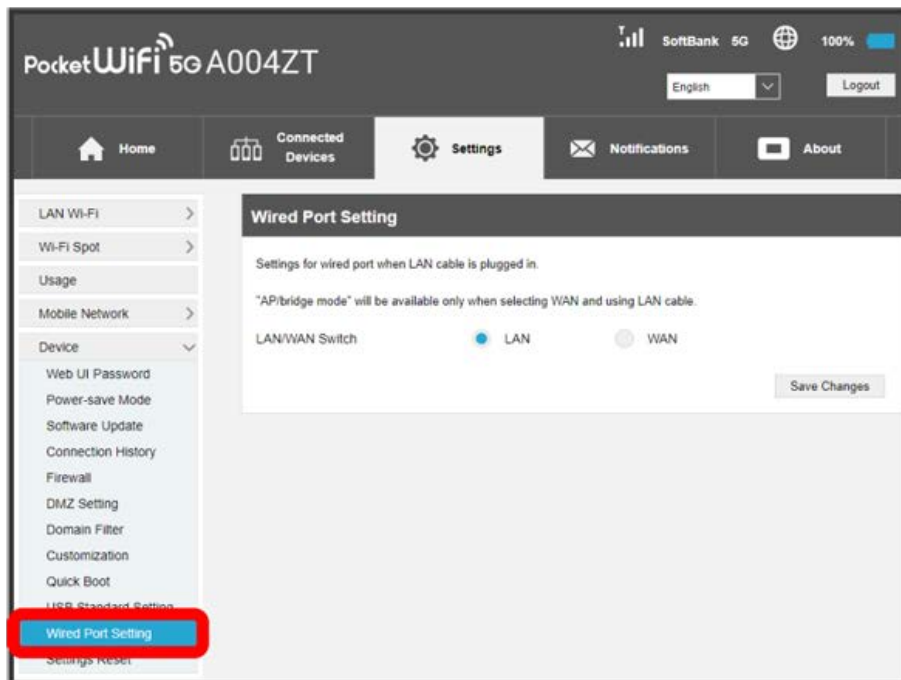 SoftBank 5G 100%
Pocket WiFi 5G A004ZT
English Logout
Home Connected Devices Settings Notifications About
LAN Wi-Fi
Wi-Fi Spot
Usage
Mobile Network
Device
Web UI Password
Power-save Mode
Software Update
Connection History
Firewall
DMZ Setting
Domain Filter
Customization
Quick Boot
USB Standard Setting
Wired Port Setting
Settings Reset
Wired Port Setting
Settings for wired port when LAN cable is plugged in.
"AP/bridge mode" will be available only when selecting WAN and using LAN cable.
LAN/WAN Switch LAN WAN
Save Changes